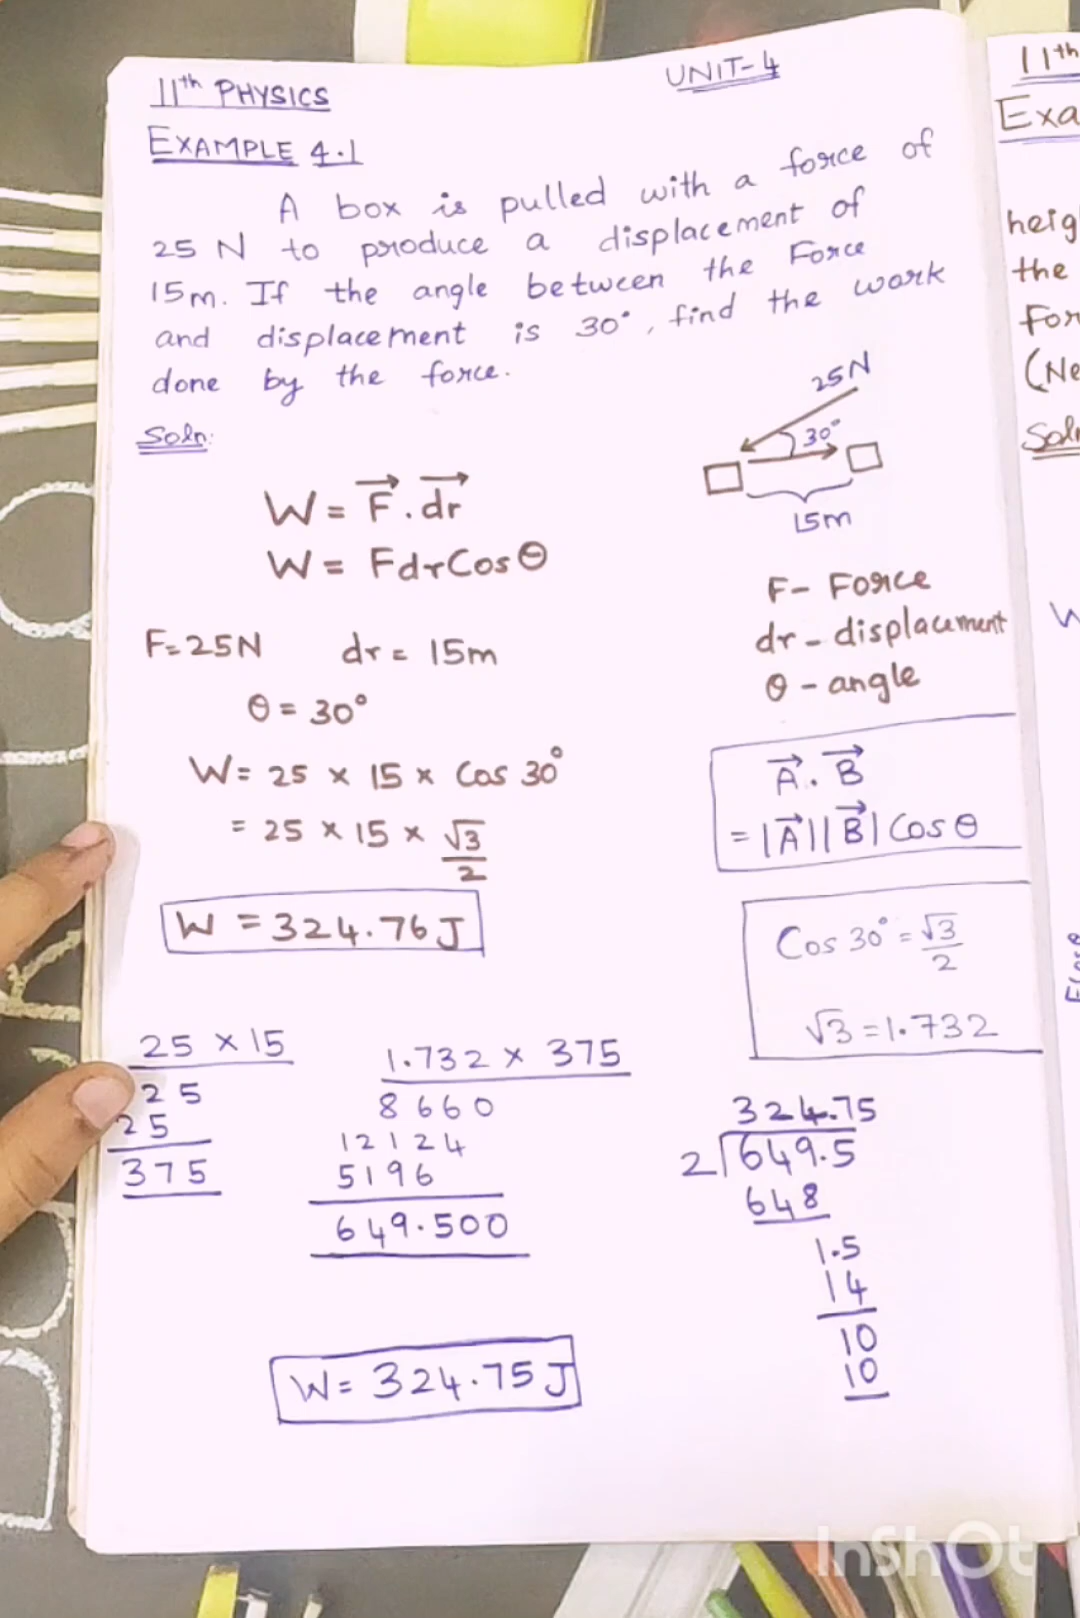 11th PHYSICS
UNIT-4
EXAMPLE 4.1
A box is pulled with a force of
25 N to produce a displacement of
15m. If the angle between the Force
and displacement is 30°, find the work
done by the force.
Soln:
25N
30°
15m
W = F⃗ . dr⃗
W = FdrCosθ
F - Force
dr - displacement
θ - angle
F=25N dr = 15m
θ = 30°
W = 25 × 15 × Cos 30°
= 25 × 15 × √3/2
W = 324.76 J
A⃗ . B⃗
= |A⃗||B⃗| Cos θ
Cos 30° = √3/2
√3 = 1.732
25 × 15
25
25
375
1.732 × 375
8660
12124
5196
649.500
324.75
2 649.5
648
1.5
14
10
10
W = 324.75 J
11th
Exa
heig
the
For
(Ne
Soln
InShOt